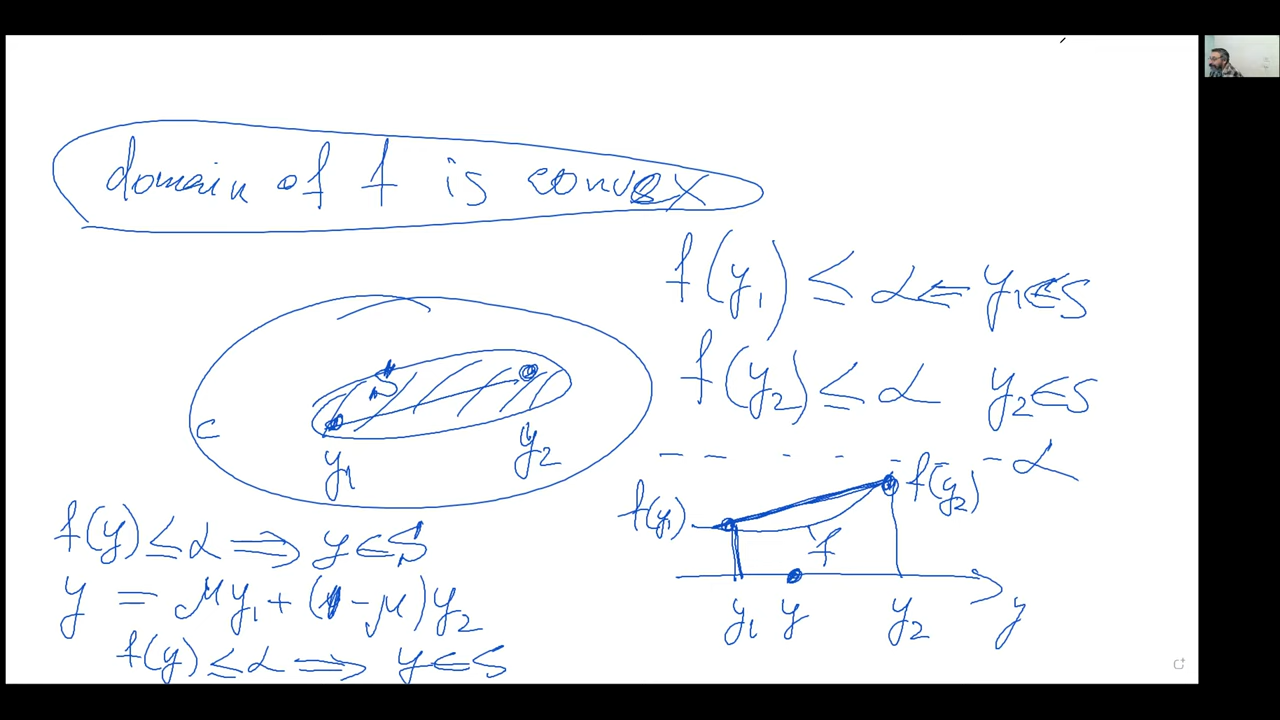 domain of f is convex
f(y₁) ≤ α ⇐ y₁∈S
f(y₂) ≤ α y₂∈S
S
C
y₁
y₂
α
f(y₁)
f(y₂)
f
y₁ y y₂ y
f(y) ≤ α ⇒ y∈S
y = μy₁ + (1-μ)y₂
f(y) ≤ α ⇒ y∈S